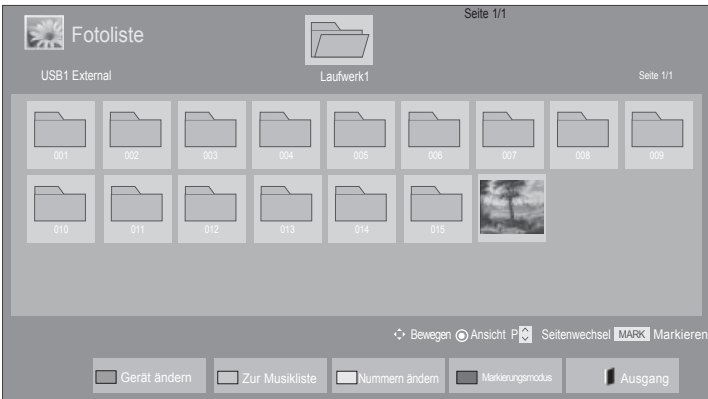 Seite 1/1
Fotoliste
USB1 External
Laufwerk1
Seite 1/1
001 002 003 004 005 006 007 008 009
010 011 012 013 014 015
Bewegen Ansicht P Seitenwechsel MARK Markieren
Gerät ändern Zur Musikliste Nummern ändern Markierungsmodus Ausgang